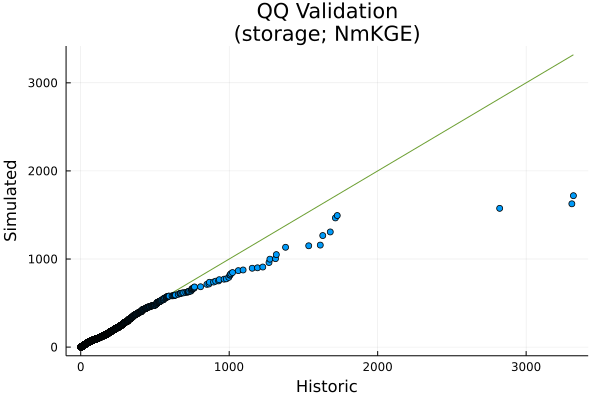 QQ Validation
(storage; NmKGE)
3000
2000
1000
0
Simulated
0 1000 2000 3000
Historic